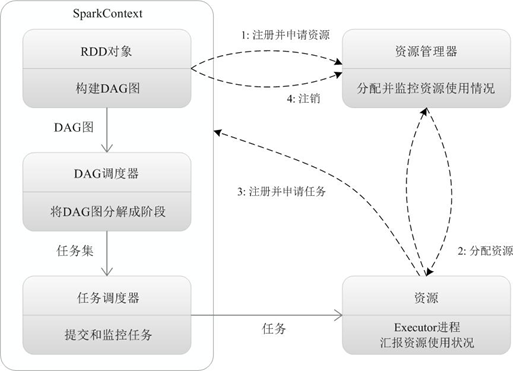 SparkContext
RDD对象
构建DAG图
DAG图
DAG调度器
将DAG图分解成阶段
任务集
任务调度器
提交和监控任务
1: 注册并申请资源
4: 注销
资源管理器
分配并监控资源使用情况
3: 注册并申请任务
2: 分配资源
任务
资源
Executor进程
汇报资源使用状况